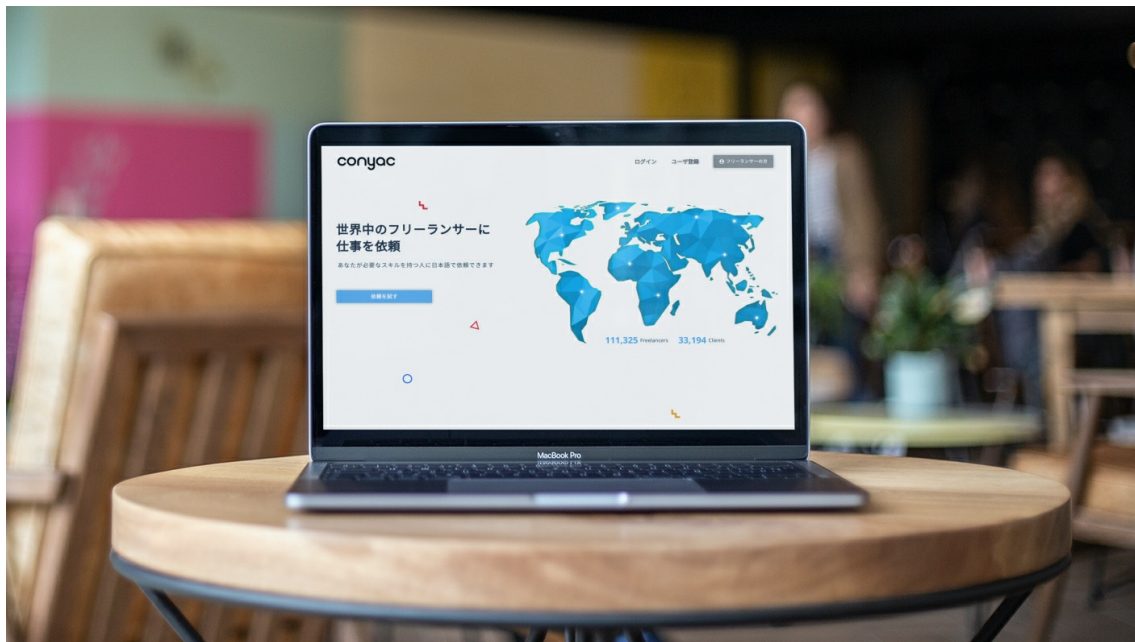 conyac
ログイン ユーザ登録 フリーランサーの方
世界中のフリーランサーに
仕事を依頼
あなたが必要なスキルを持つ人に日本語で依頼できます
依頼を試す
111,325 Freelancers 33,194 Clients
MacBook Pro